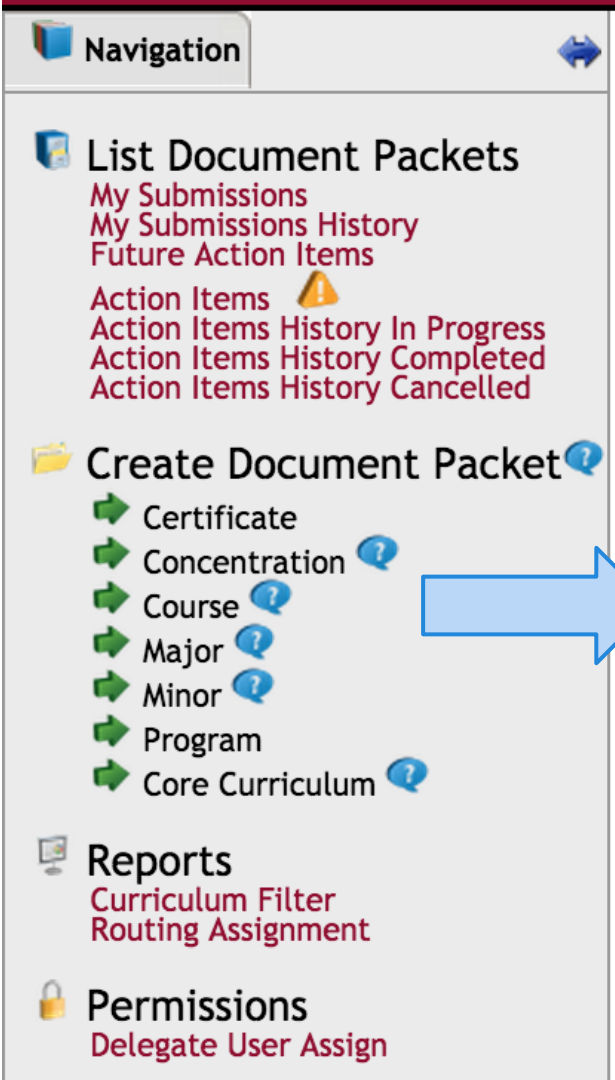 Navigation
List Document Packets
My Submissions
My Submissions History
Future Action Items
Action Items
Action Items History In Progress
Action Items History Completed
Action Items History Cancelled
Create Document Packet ?
Certificate
Concentration ?
Course ?
Major ?
Minor ?
Program
Core Curriculum ?
Reports
Curriculum Filter
Routing Assignment
Permissions
Delegate User Assign